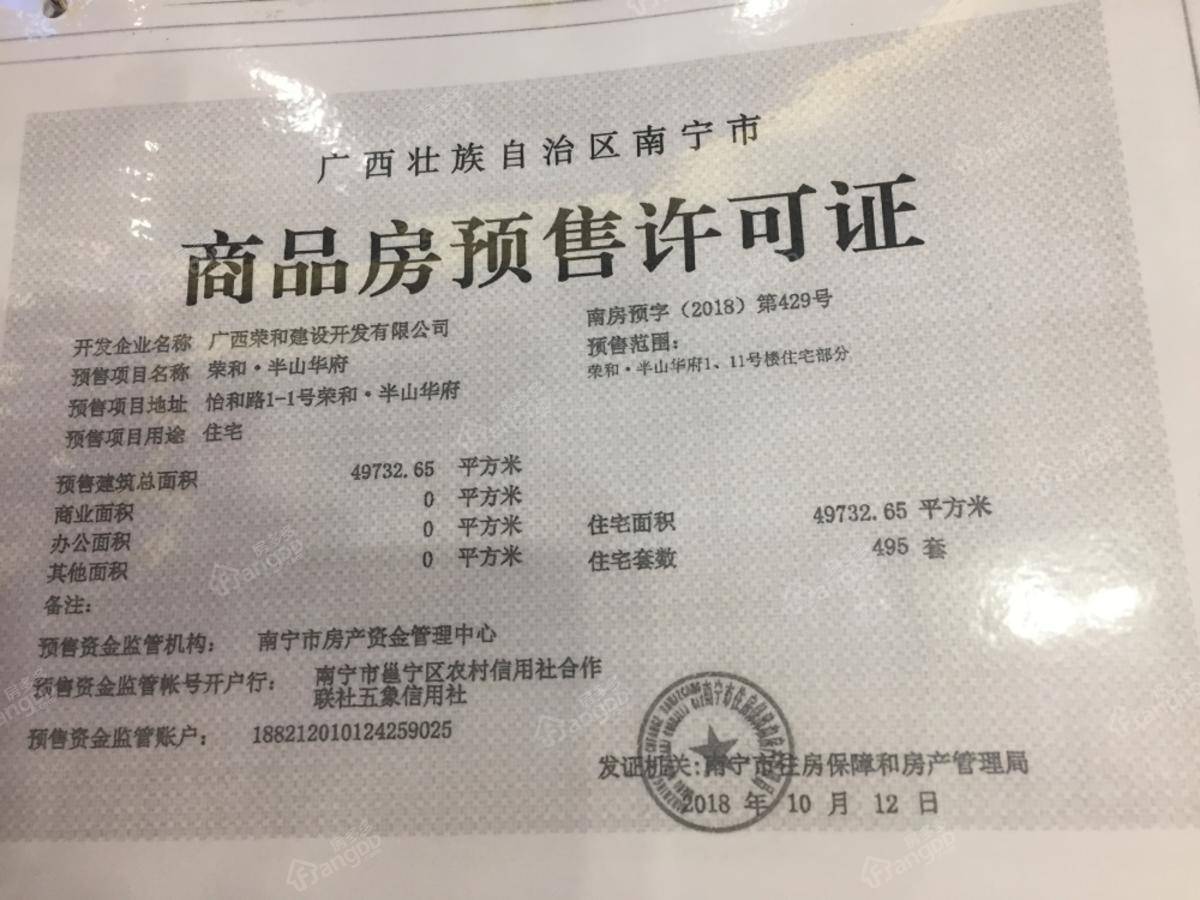 广西壮族自治区南宁市
商品房预售许可证
南房预字（2018）第429号
开发企业名称 广西荣和建设开发有限公司
预售项目名称 荣和·半山华府
预售项目地址 怡和路1-1号荣和·半山华府
预售项目用途 住宅
预售范围：
荣和·半山华府1、11号楼住宅部分
预售建筑总面积 49732.65 平方米
商业面积 0 平方米
办公面积 0 平方米
其他面积 0 平方米
住宅面积 49732.65 平方米
住宅套数 495 套
备注：
预售资金监管机构： 南宁市房产资金管理中心
预售资金监管帐号开户行： 南宁市邕宁区农村信用社合作
联社五象信用社
预售资金监管账户： 188212010124259025
发证机关：南宁市住房保障和房产管理局
2018 年 10 月 12 日
房多多
fangdd